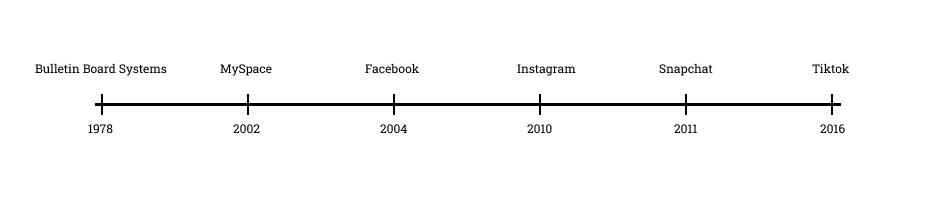 Bulletin Board Systems MySpace Facebook Instagram Snapchat Tiktok
1978 2002 2004 2010 2011 2016